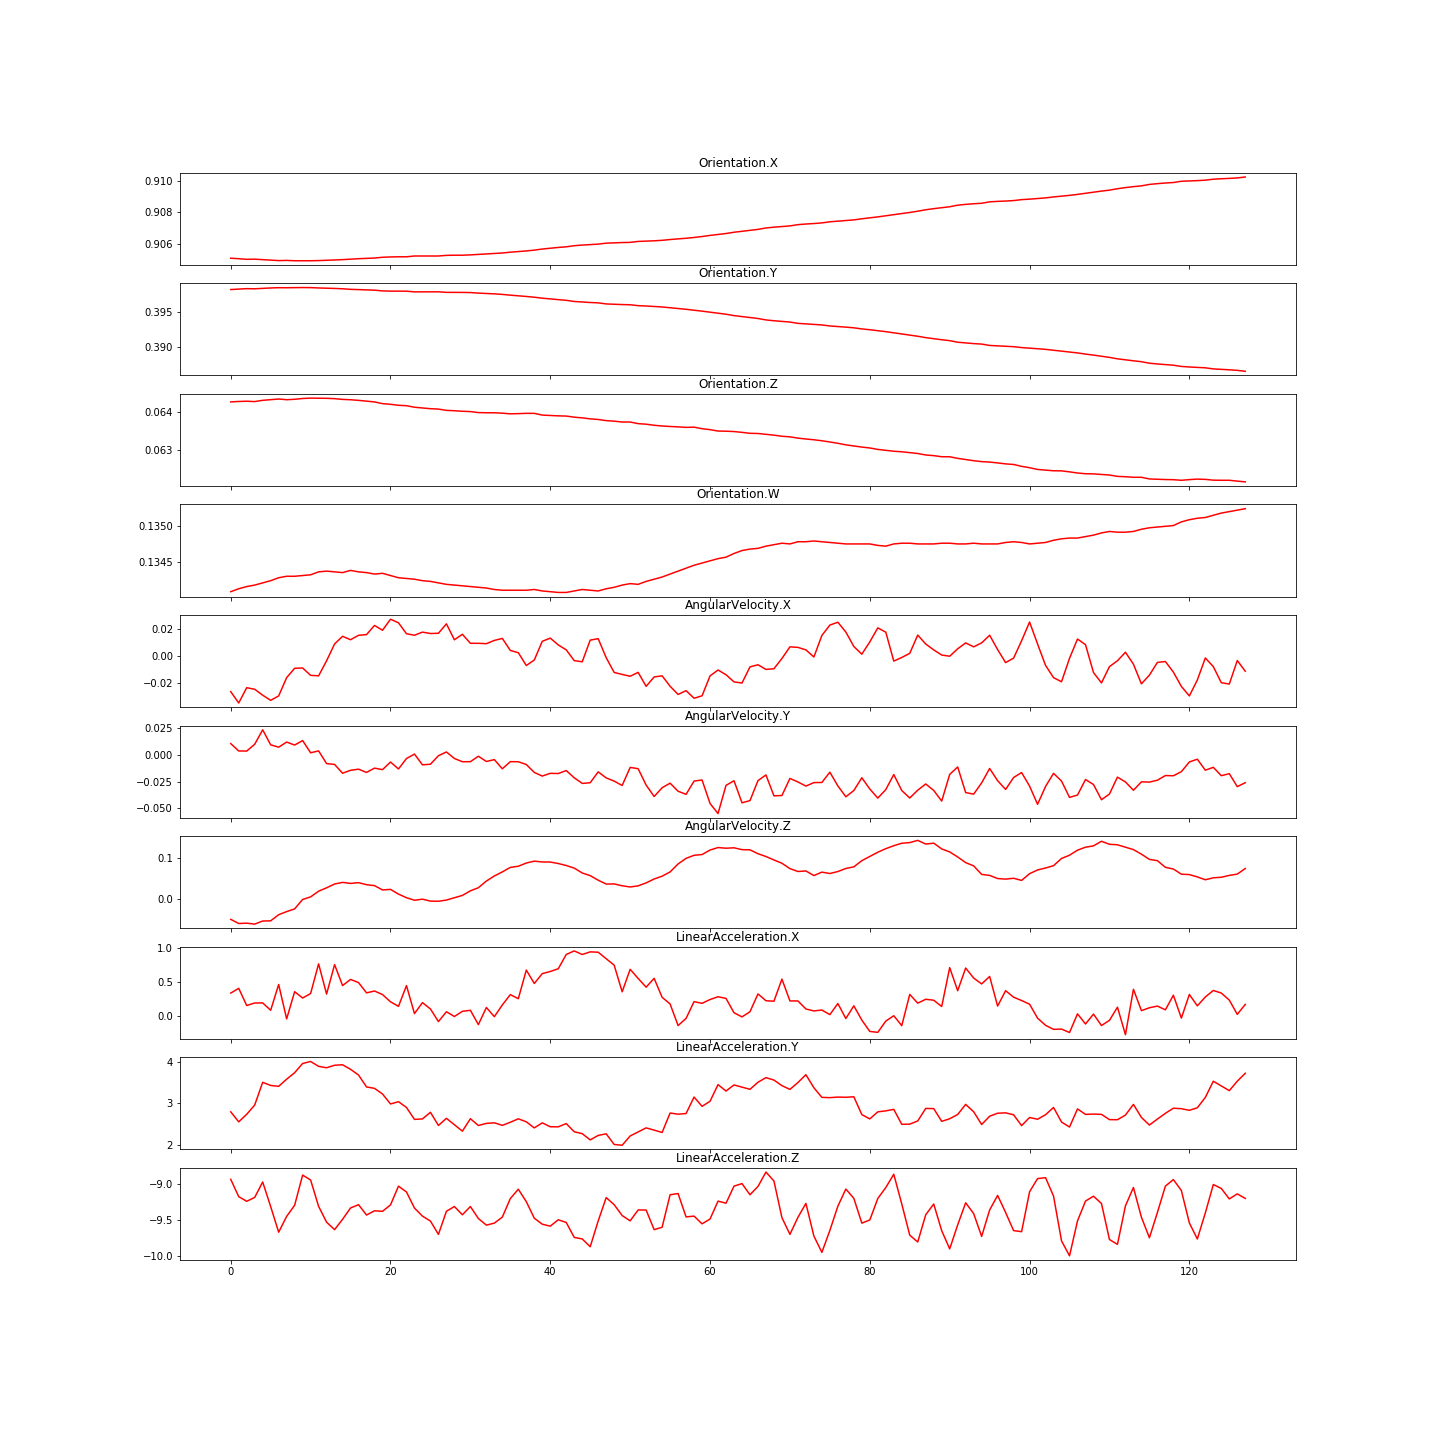 Orientation.X
0.910
0.908
0.906
Orientation.Y
0.395
0.390
Orientation.Z
0.064
0.063
Orientation.W
0.1350
0.1345
AngularVelocity.X
0.02
0.00
−0.02
AngularVelocity.Y
0.025
0.000
−0.025
−0.050
AngularVelocity.Z
0.1
0.0
LinearAcceleration.X
1.0
0.5
0.0
LinearAcceleration.Y
4
3
2
LinearAcceleration.Z
−9.0
−9.5
−10.0
0 20 40 60 80 100 120